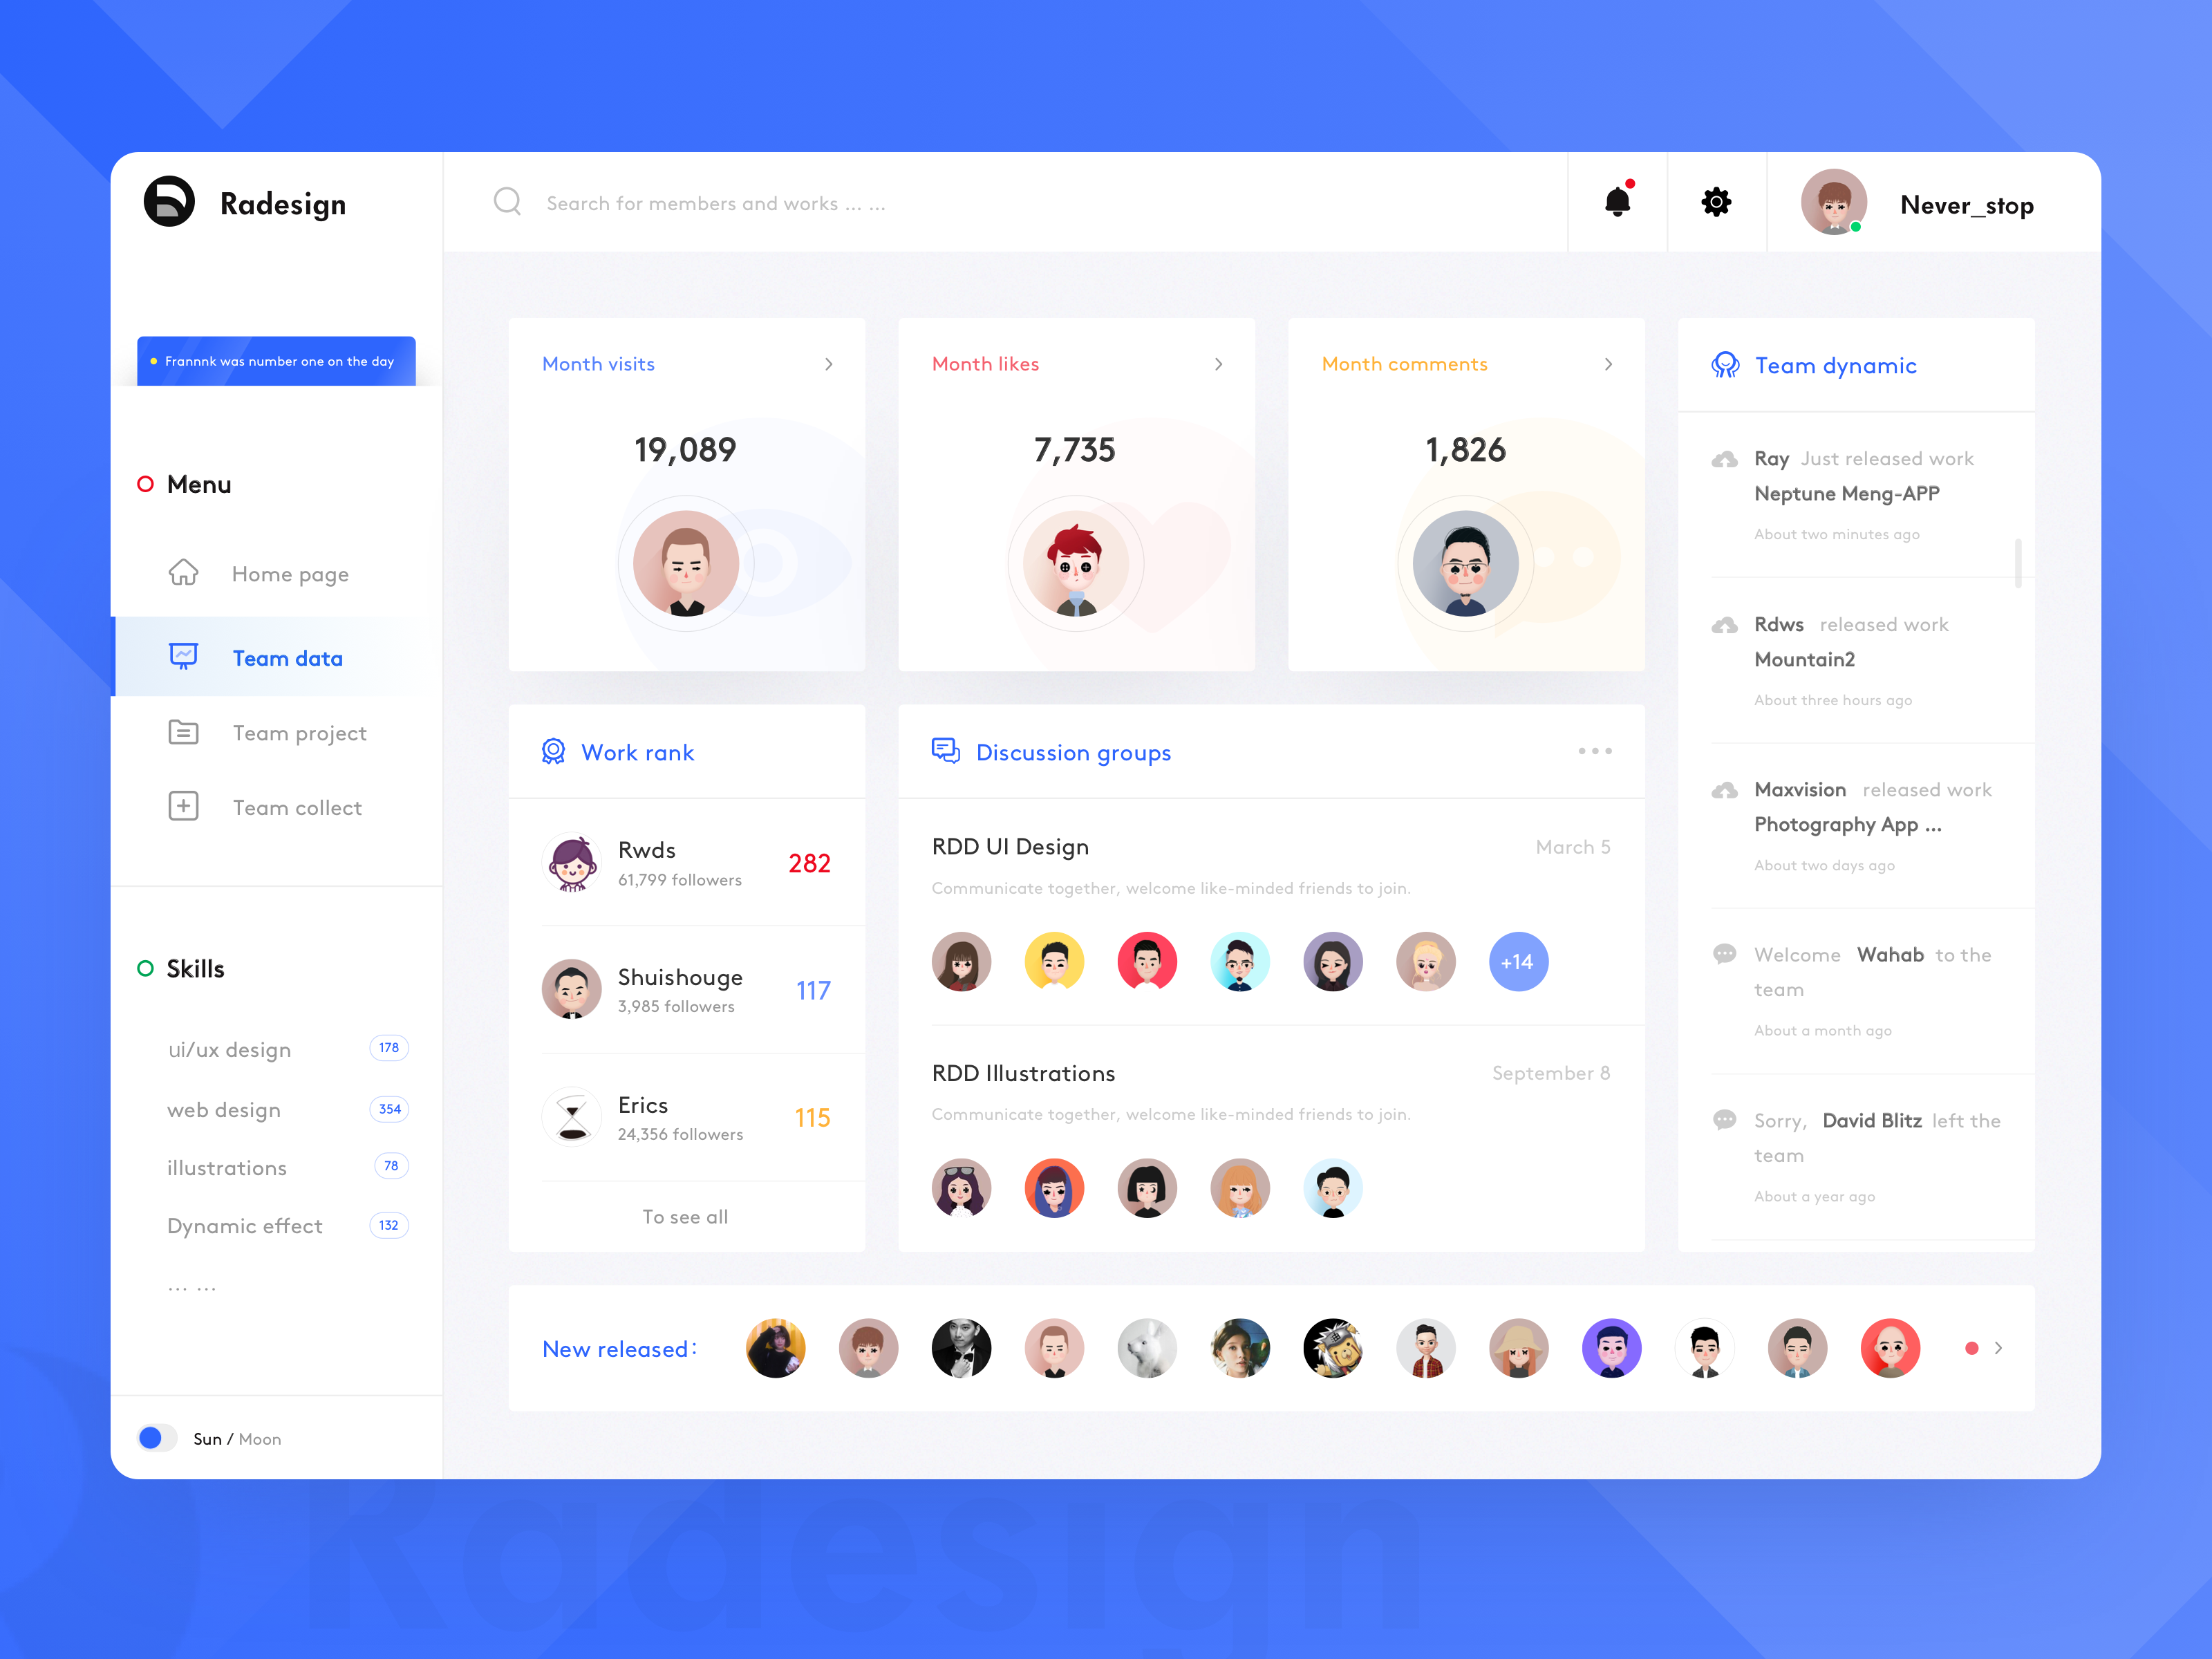 Radesign
Search for members and works ... ...
Never_stop
Frannnk was number one on the day
Menu
Home page
Team data
Team project
Team collect
Skills
ui/ux design 178
web design 354
illustrations 78
Dynamic effect 132
... ...
Sun / Moon
Month visits
19,089
Month likes
7,735
Month comments
1,826
Work rank
Rwds
61,799 followers
282
Shuishouge
3,985 followers
117
Erics
24,356 followers
115
To see all
Discussion groups
RDD UI Design March 5
Communicate together, welcome like-minded friends to join.
+14
RDD Illustrations September 8
Communicate together, welcome like-minded friends to join.
Team dynamic
Ray Just released work
Neptune Meng-APP
About two minutes ago
Rdws released work
Mountain2
About three hours ago
Maxvision released work
Photography App ...
About two days ago
Welcome Wahab to the
team
About a month ago
Sorry, David Blitz left the
team
About a year ago
New released:
Radesign